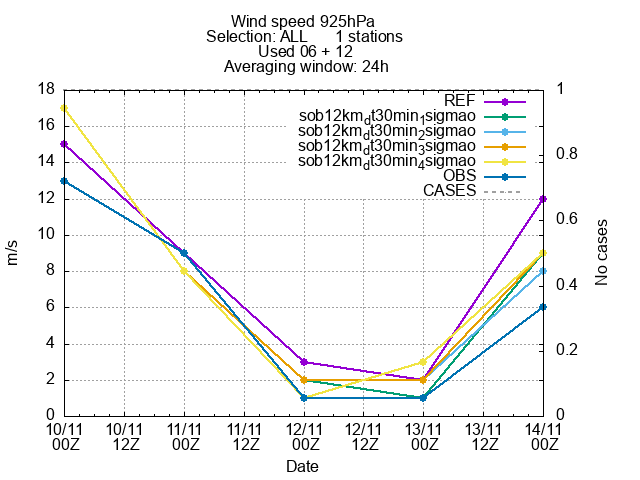 Wind speed 925hPa
Selection: ALL 1 stations
Used 06 + 12
Averaging window: 24h
18
16
14
12
10
8
6
4
2
0
m/s
1
0.8
0.6
0.4
0.2
0
No cases
REF
sob12km_dt30min_1sigmao
sob12km_dt30min_2sigmao
sob12km_dt30min_3sigmao
sob12km_dt30min_4sigmao
OBS
CASES
10/11 10/11 11/11 11/11 12/11 12/11 13/11 13/11 14/11
00Z 12Z 00Z 12Z 00Z 12Z 00Z 12Z 00Z
Date